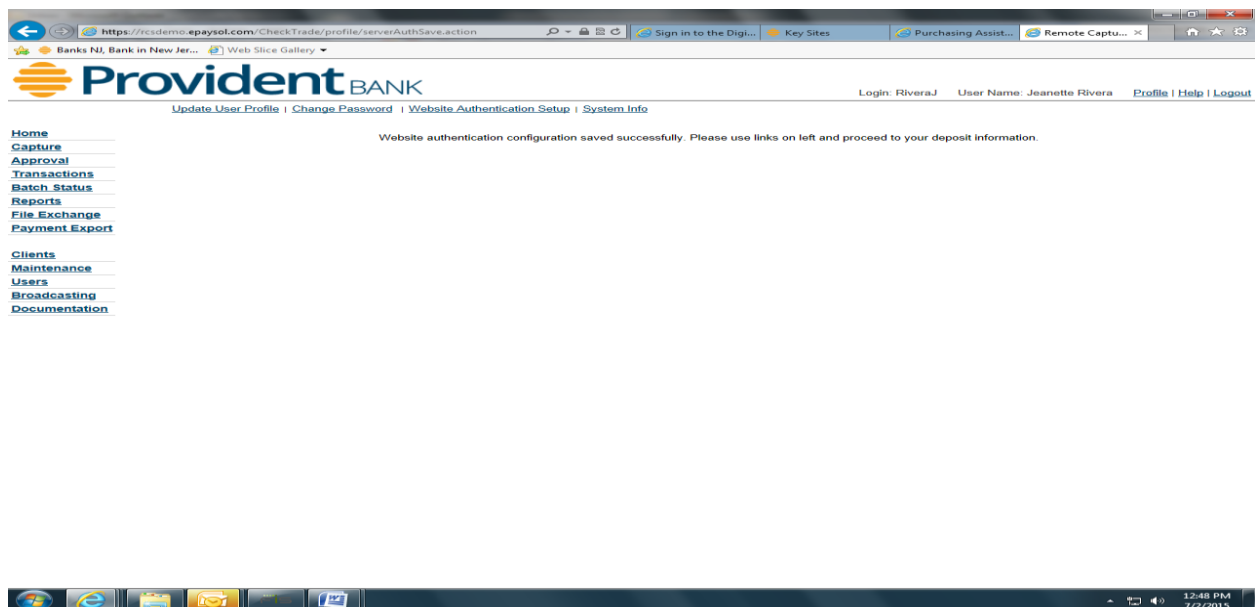 https://rcsdemo.epaysol.com/CheckTrade/profile/serverAuthSave.action
Sign in to the Digi...
Key Sites
Purchasing Assist...
Remote Captu...
Banks NJ, Bank in New Jer...
Web Slice Gallery
Provident BANK
Login: RiveraJ User Name: Jeanette Rivera Profile | Help | Logout
Update User Profile | Change Password | Website Authentication Setup | System Info
Website authentication configuration saved successfully. Please use links on left and proceed to your deposit information.
Home
Capture
Approval
Transactions
Batch Status
Reports
File Exchange
Payment Export
Clients
Maintenance
Users
Broadcasting
Documentation
12:48 PM
7/2/2015